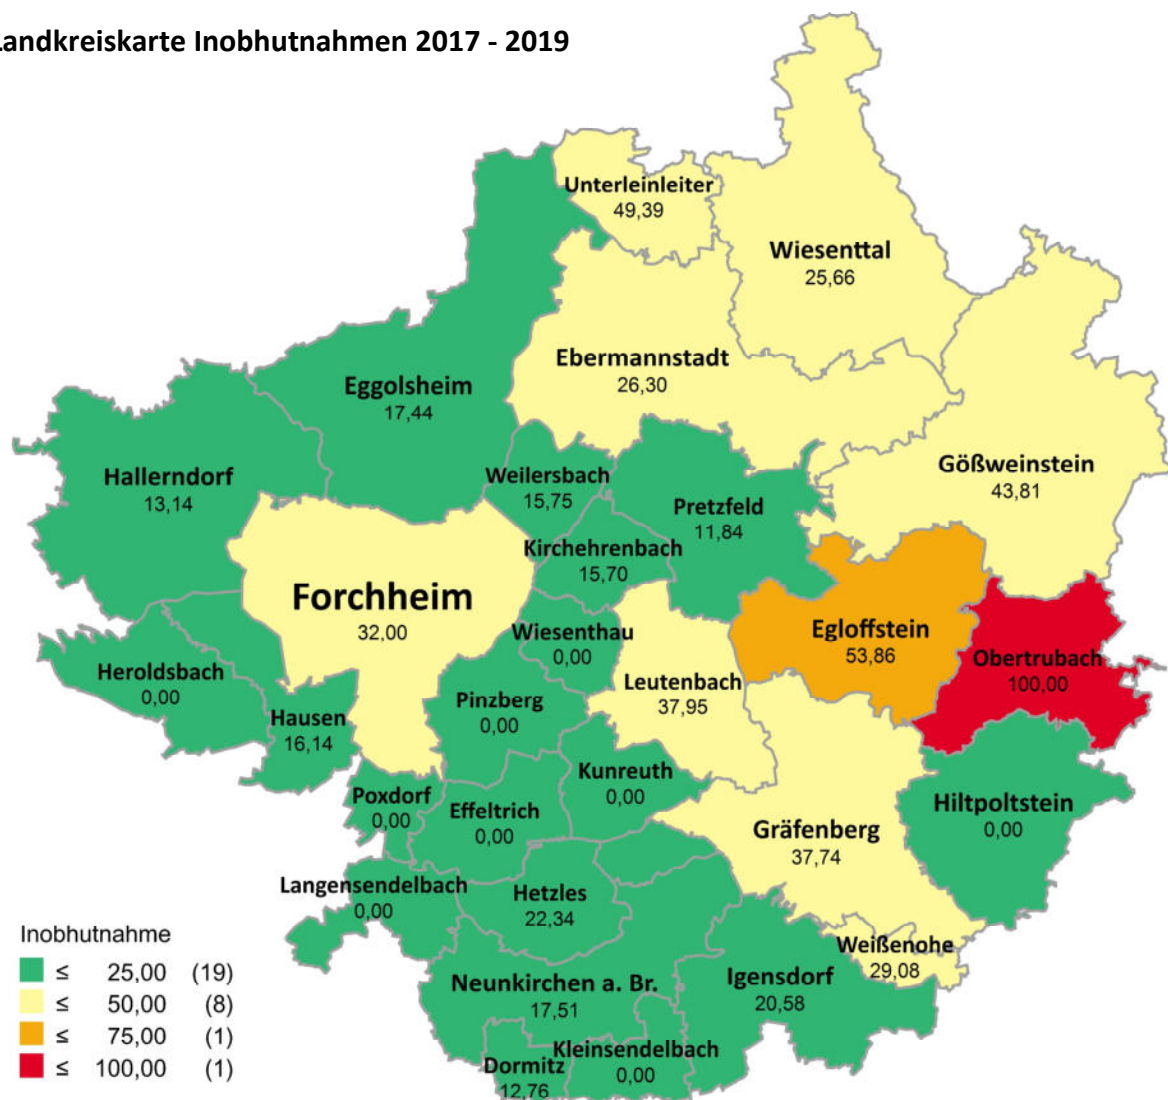 Landkreiskarte Inobhutnahmen 2017 - 2019
Unterleinleiter
49,39
Wiesenttal
25,66
Ebermannstadt
26,30
Eggolsheim
17,44
Hallerndorf
13,14
Weilersbach
15,75
Pretzfeld
11,84
Gößweinstein
43,81
Kirchehrenbach
15,70
Forchheim
32,00
Wiesenthau
0,00
Egloffstein
53,86
Obertrubach
100,00
Heroldsbach
0,00
Hausen
16,14
Pinzberg
0,00
Leutenbach
37,95
Kunreuth
0,00
Poxdorf
0,00
Effeltrich
0,00
Gräfenberg
37,74
Hiltpoltstein
0,00
Langensendelbach
0,00
Hetzles
22,34
Weißenohe
29,08
Neunkirchen a. Br.
17,51
Igensdorf
20,58
Dormitz
12,76
Kleinsendelbach
0,00
Inobhutnahme
≤ 25,00 (19)
≤ 50,00 (8)
≤ 75,00 (1)
≤ 100,00 (1)